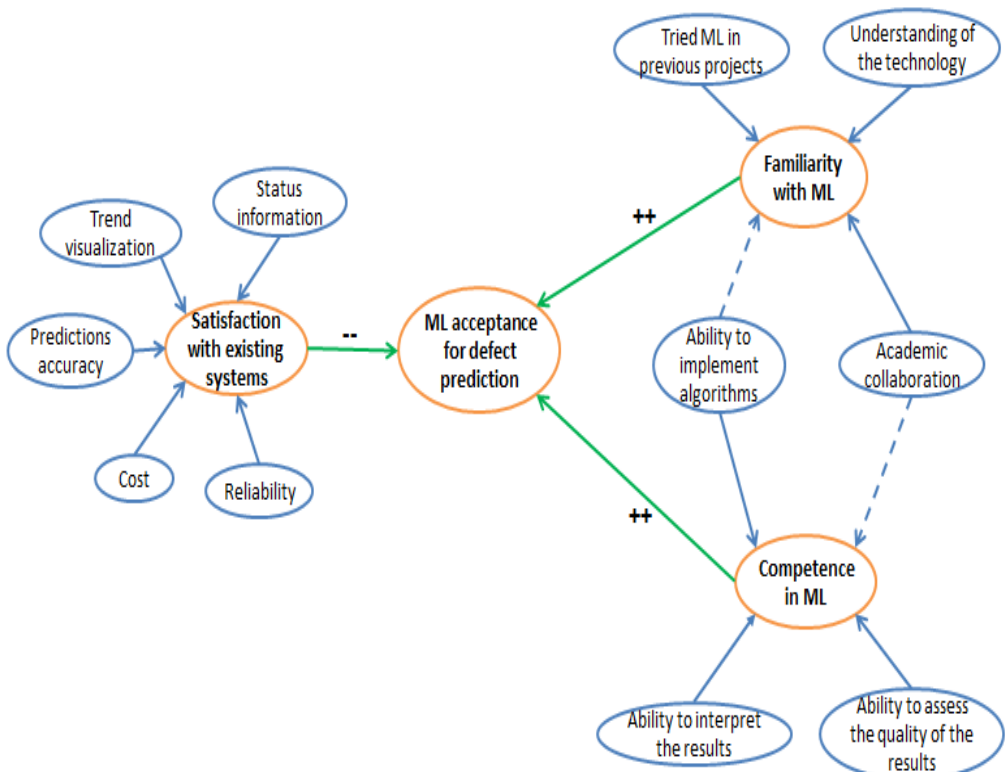 Tried ML in
previous projects
Understanding of
the technology
Familiarity
with ML
Status
information
Trend
visualization
++
Predictions
accuracy
Satisfaction
with existing
systems
--
ML acceptance
for defect
prediction
Ability to
implement
algorithms
Academic
collaboration
Cost
Reliability
++
Competence
in ML
Ability to interpret
the results
Ability to assess
the quality of the
results